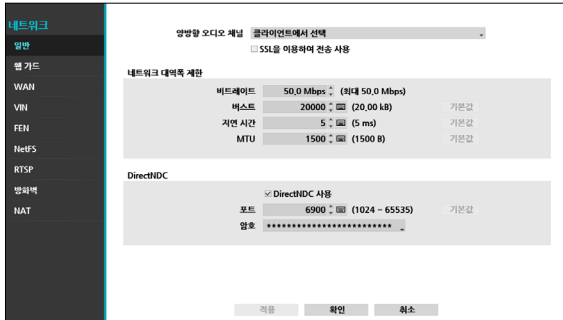 네트워크
일반
웹 가드
WAN
VIN
FEN
NetFS
RTSP
방화벽
NAT
양방향 오디오 채널 클라이언트에서 선택
SSL을 이용하여 전송 사용
네트워크 대역폭 제한
비트레이트 50,0 Mbps (최대 50,0 Mbps)
버스트 20000 (20,00 kB) 기본값
지연 시간 5 (5 ms) 기본값
MTU 1500 (1500 B) 기본값
DirectNDC
DirectNDC 사용
포트 6900 (1024 – 65535) 기본값
암호 **************************
적용 확인 취소